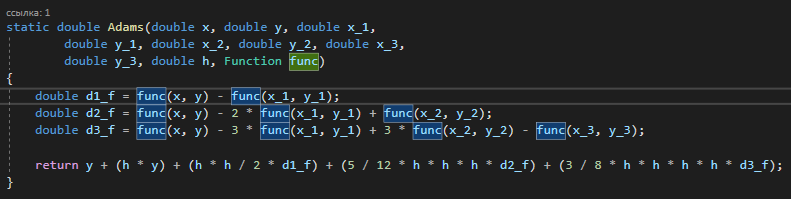 ссылка: 1
static double Adams(double x, double y, double x_1,
double y_1, double x_2, double y_2, double x_3,
double y_3, double h, Function func)
{
double d1_f = func(x, y) - func(x_1, y_1);
double d2_f = func(x, y) - 2 * func(x_1, y_1) + func(x_2, y_2);
double d3_f = func(x, y) - 3 * func(x_1, y_1) + 3 * func(x_2, y_2) - func(x_3, y_3);
return y + (h * y) + (h * h / 2 * d1_f) + (5 / 12 * h * h * h * d2_f) + (3 / 8 * h * h * h * h * d3_f);
}